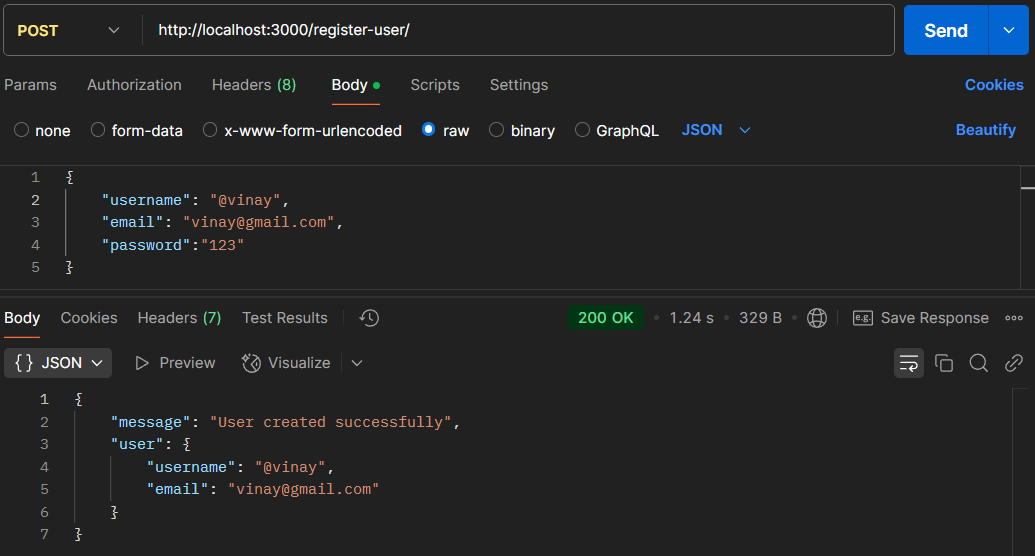 POST http://localhost:3000/register-user/ Send
Params Authorization Headers (8) Body Scripts Settings Cookies
none form-data x-www-form-urlencoded raw binary GraphQL JSON Beautify
1 {
2 "username": "@vinay",
3 "email": "vinay@gmail.com",
4 "password":"123"
5 }
Body Cookies Headers (7) Test Results 200 OK • 1.24 s • 329 B • e.g. Save Response
{} JSON Preview Visualize
1 {
2 "message": "User created successfully",
3 "user": {
4 "username": "@vinay",
5 "email": "vinay@gmail.com"
6 }
7 }